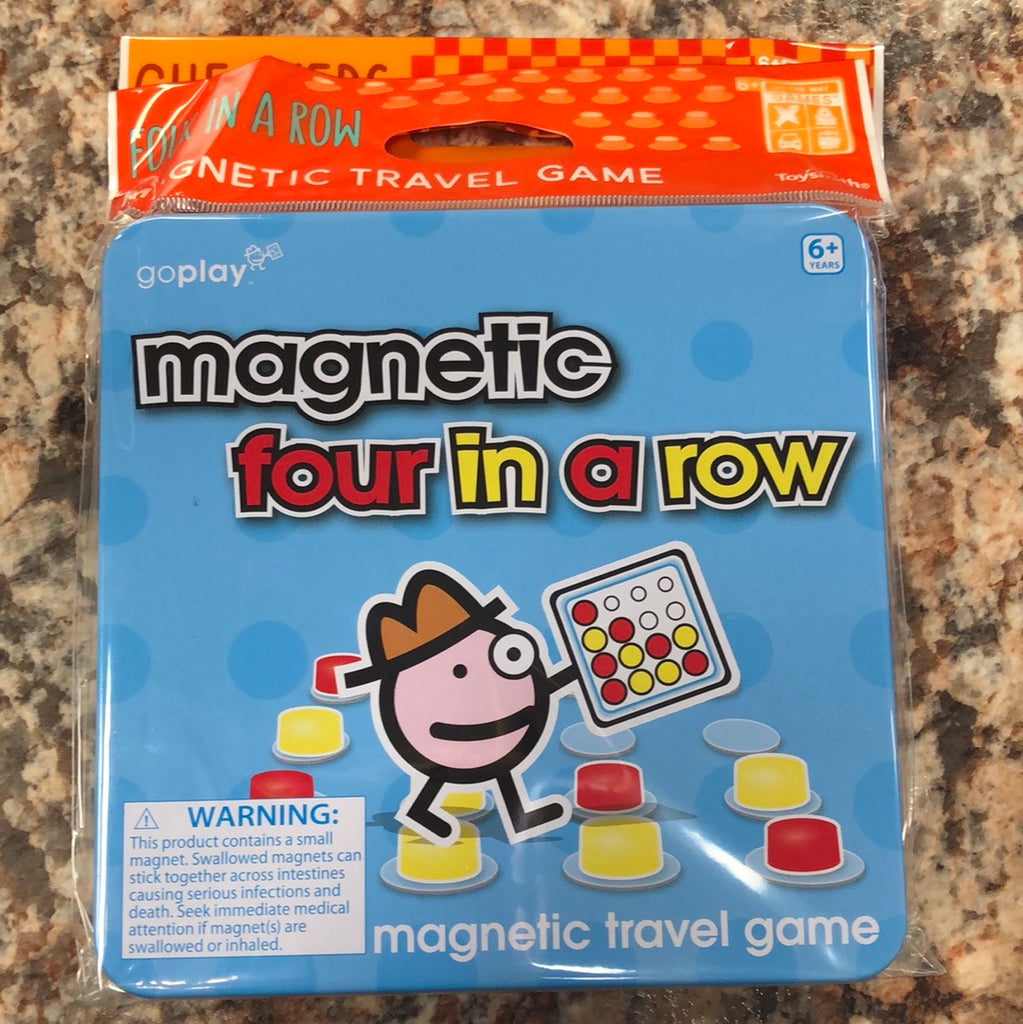 6+
FOUR IN A ROW
GAMES
MAGNETIC TRAVEL GAME
goplay
6+
YEARS
magnetic
four in a row
WARNING:
This product contains a small
magnet. Swallowed magnets can
stick together across intestines
causing serious infections and
death. Seek immediate medical
attention if magnet(s) are
swallowed or inhaled.
magnetic travel game